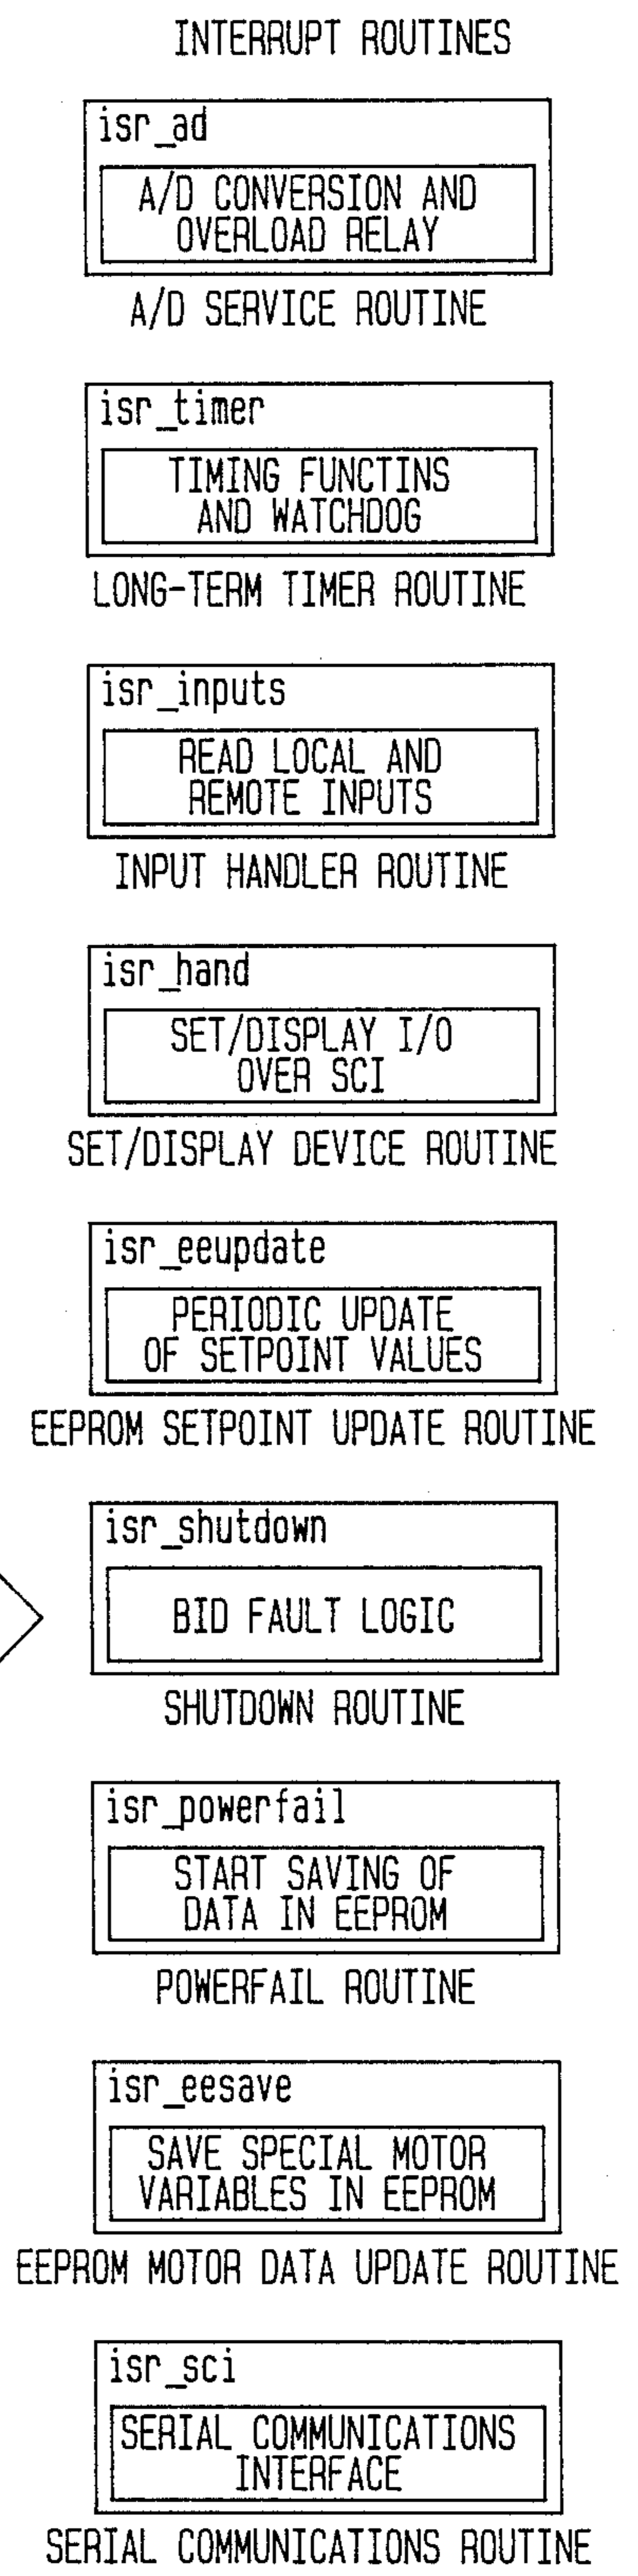 INTERRUPT ROUTINES
isr_ad
A/D CONVERSION AND
OVERLOAD RELAY
A/D SERVICE ROUTINE
isr_timer
TIMING FUNCTINS
AND WATCHDOG
LONG-TERM TIMER ROUTINE
isr_inputs
READ LOCAL AND
REMOTE INPUTS
INPUT HANDLER ROUTINE
isr_hand
SET/DISPLAY I/O
OVER SCI
SET/DISPLAY DEVICE ROUTINE
isr_eeupdate
PERIODIC UPDATE
OF SETPOINT VALUES
EEPROM SETPOINT UPDATE ROUTINE
isr_shutdown
BID FAULT LOGIC
SHUTDOWN ROUTINE
isr_powerfail
START SAVING OF
DATA IN EEPROM
POWERFAIL ROUTINE
isr_eesave
SAVE SPECIAL MOTOR
VARIABLES IN EEPROM
EEPROM MOTOR DATA UPDATE ROUTINE
isr_sci
SERIAL COMMUNICATIONS
INTERFACE
SERIAL COMMUNICATIONS ROUTINE